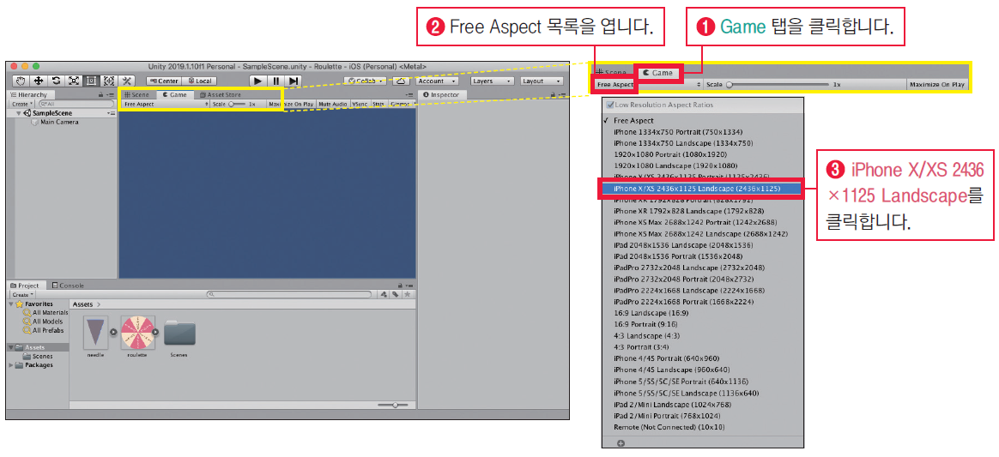 ❷ Free Aspect 목록을 엽니다.
❶ Game 탭을 클릭합니다.
Unity 2019.1.10f1 Personal - SampleScene.unity - Roulette - iOS (Personal) <Metal>
Center Local Collab Account Layers Layout
Hierarchy
Create All
SampleScene
Main Camera
Scene Game Asset Store
Free Aspect Scale 1x Maximize On Play Mute Audio VSync Stats Gizmos
Inspector
Project Console
Create
Favorites
All Materials
All Models
All Prefabs
Assets
Scenes
Packages
Assets >
needle roulette Scenes
Scene Game
Free Aspect Scale 1x Maximize On Play
Low Resolution Aspect Ratios
✓ Free Aspect
iPhone 1334x750 Portrait (750x1334)
iPhone 1334x750 Landscape (1334x750)
1920x1080 Portrait (1080x1920)
1920x1080 Landscape (1920x1080)
iPhone X/XS 2436x1125 Portrait (1125x2436)
iPhone X/XS 2436x1125 Landscape (2436x1125)
iPhone XR 1792x828 Portrait (828x1792)
iPhone XR 1792x828 Landscape (1792x828)
iPhone XS Max 2688x1242 Portrait (1242x2688)
iPhone XS Max 2688x1242 Landscape (2688x1242)
iPad 2048x1536 Landscape (2048x1536)
iPad 2048x1536 Portrait (1536x2048)
iPadPro 2732x2048 Landscape (2732x2048)
iPadPro 2732x2048 Portrait (2048x2732)
iPadPro 2224x1668 Landscape (2224x1668)
iPadPro 2224x1668 Portrait (1668x2224)
16:9 Landscape (16:9)
16:9 Portrait (9:16)
4:3 Landscape (4:3)
4:3 Portrait (3:4)
iPhone 4/4S Portrait (640x960)
iPhone 4/4S Landscape (960x640)
iPhone 5/5S/5C/SE Portrait (640x1136)
iPhone 5/5S/5C/SE Landscape (1136x640)
iPad 2/Mini Landscape (1024x768)
iPad 2/Mini Portrait (768x1024)
Remote (Not Connected) (10x10)
❸ iPhone X/XS 2436
×1125 Landscape를
클릭합니다.